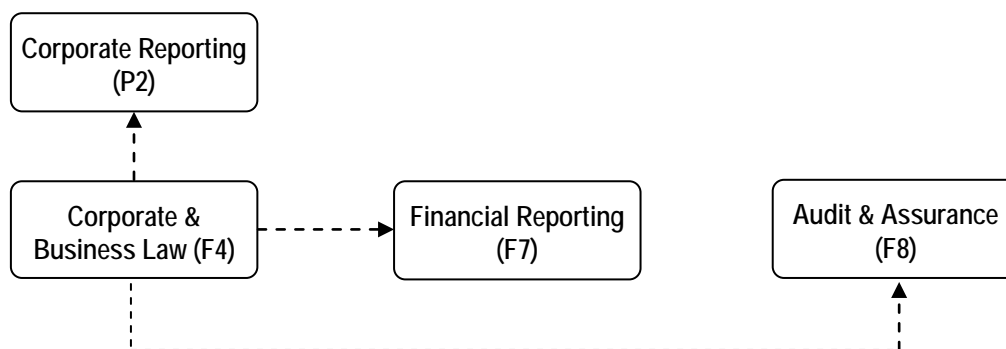 Corporate Reporting
(P2)
Corporate &
Business Law (F4)
Financial Reporting
(F7)
Audit & Assurance
(F8)